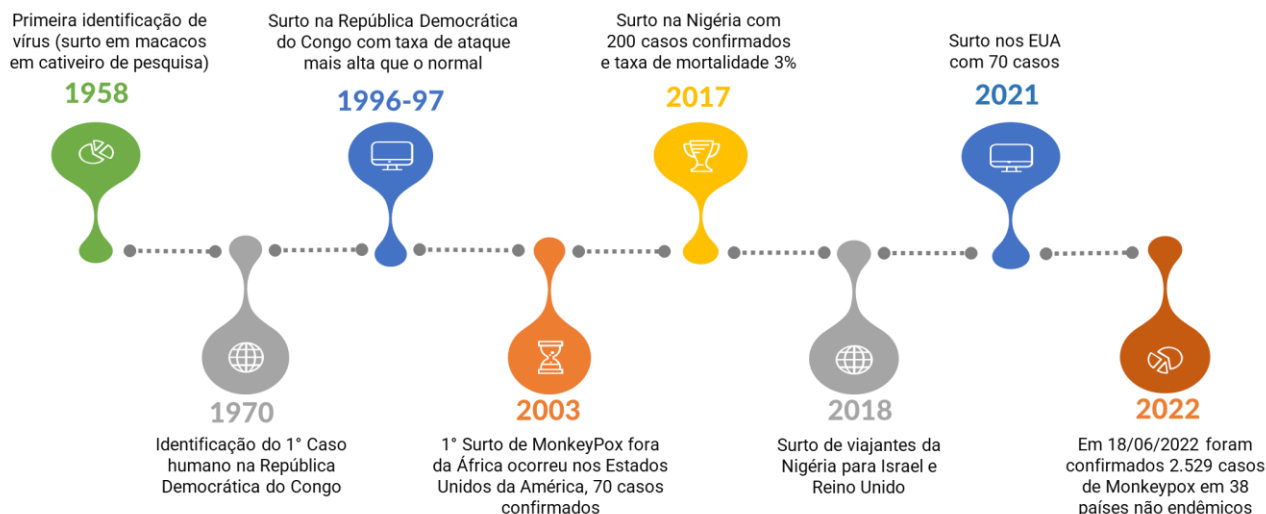 Primeira identificação de
vírus (surto em macacos
em cativeiro de pesquisa)
1958
Surto na República Democrática
do Congo com taxa de ataque
mais alta que o normal
1996-97
Surto na Nigéria com
200 casos confirmados
e taxa de mortalidade 3%
2017
Surto nos EUA
com 70 casos
2021
1970
Identificação do 1° Caso
humano na República
Democrática do Congo
2003
1° Surto de MonkeyPox fora
da África ocorreu nos Estados
Unidos da América, 70 casos
confirmados
2018
Surto de viajantes da
Nigéria para Israel e
Reino Unido
2022
Em 18/06/2022 foram
confirmados 2.529 casos
de Monkeypox em 38
países não endêmicos